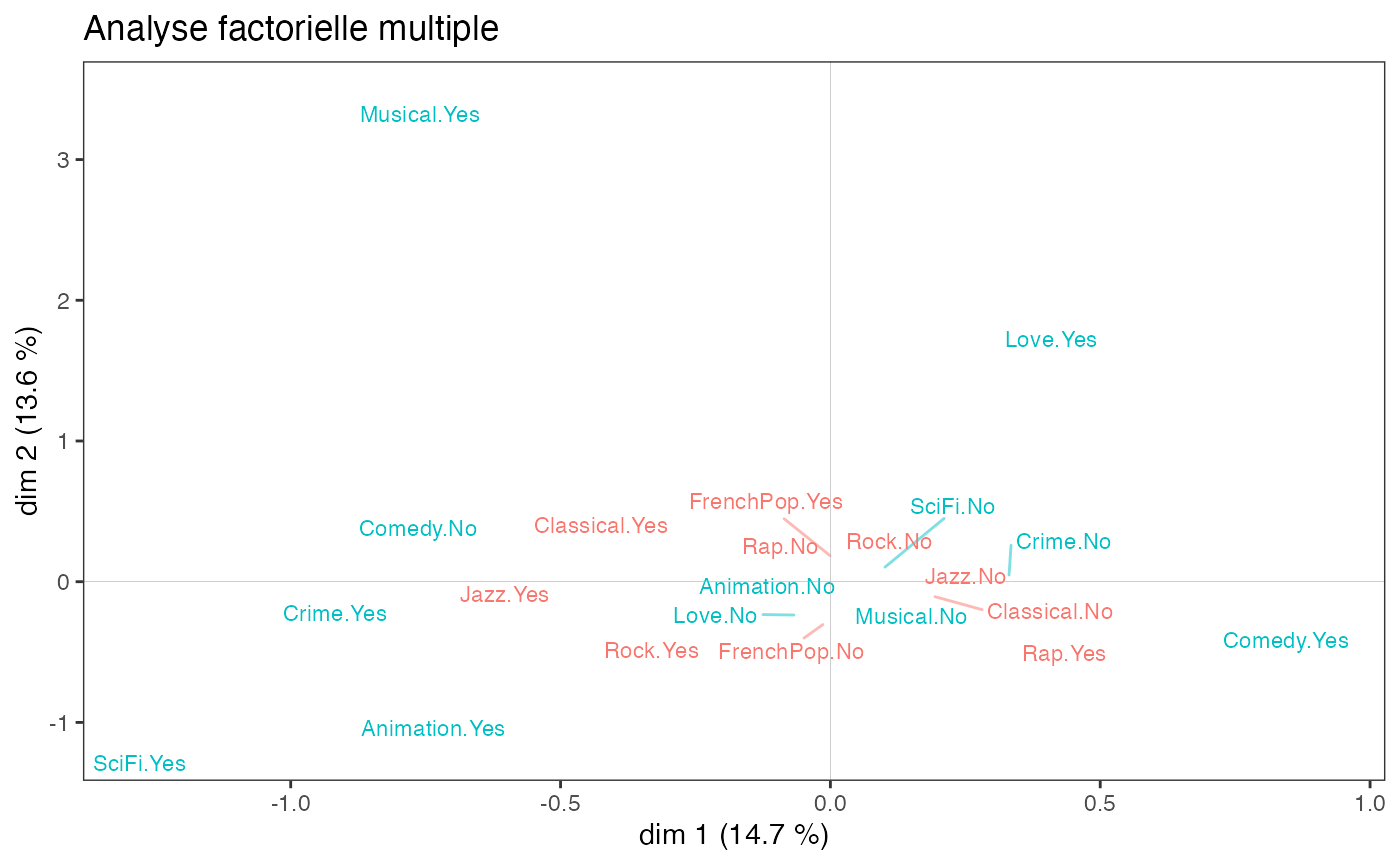 Analyse factorielle multiple
Musical.Yes
3
2
Love.Yes
1
dim 2 (13.6 %)
FrenchPop.Yes
SciFi.No
Comedy.No
Classical.Yes
Rap.No
Rock.No
Crime.No
0
Animation.No
Jazz.No
Jazz.Yes
Crime.Yes
Love.No
Musical.No
Classical.No
Comedy.Yes
Rock.Yes
FrenchPop.No
Rap.Yes
-1
Animation.Yes
SciFi.Yes
-1.0
-0.5
0.0
0.5
1.0
dim 1 (14.7 %)